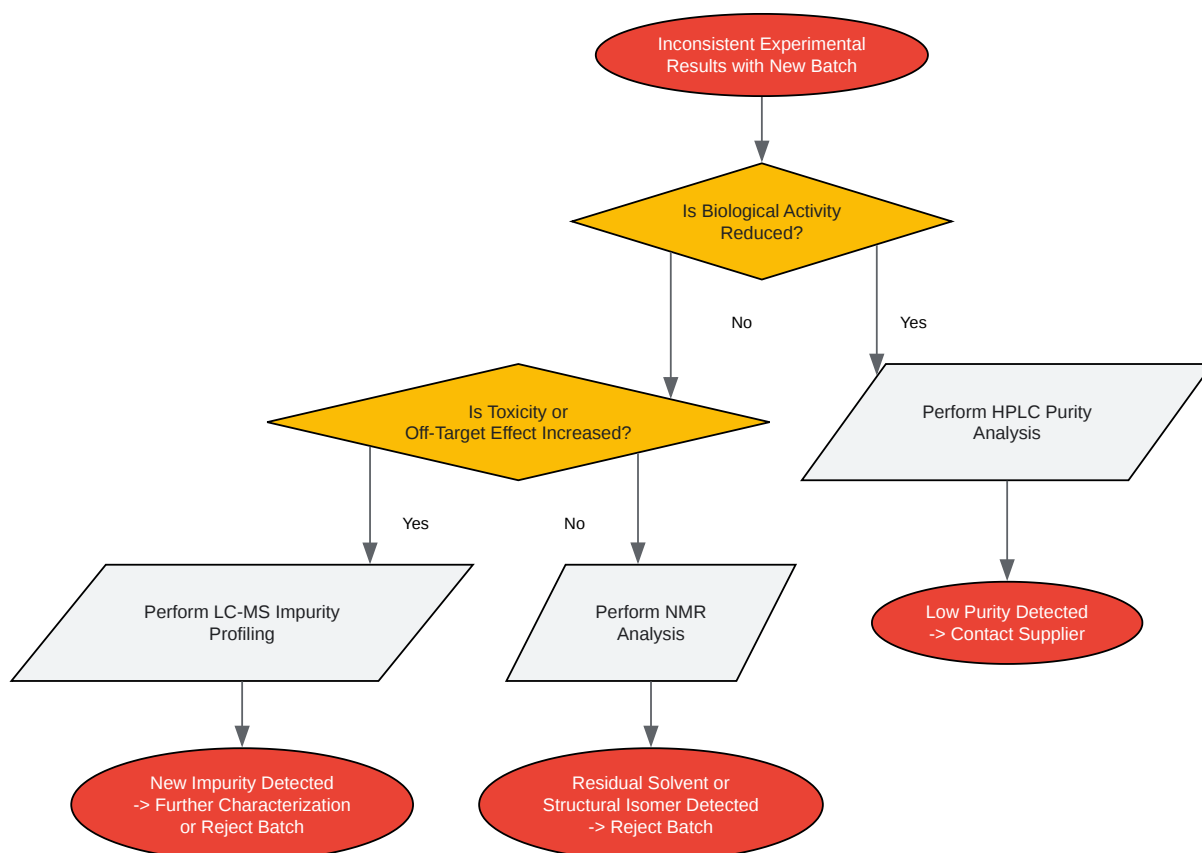 Inconsistent Experimental
Results with New Batch
Is Biological Activity
Reduced?
No
Yes
Is Toxicity or
Off-Target Effect Increased?
Perform HPLC Purity
Analysis
Yes
No
Perform LC-MS Impurity
Profiling
Perform NMR
Analysis
Low Purity Detected
-> Contact Supplier
New Impurity Detected
-> Further Characterization
or Reject Batch
Residual Solvent or
Structural Isomer Detected
-> Reject Batch